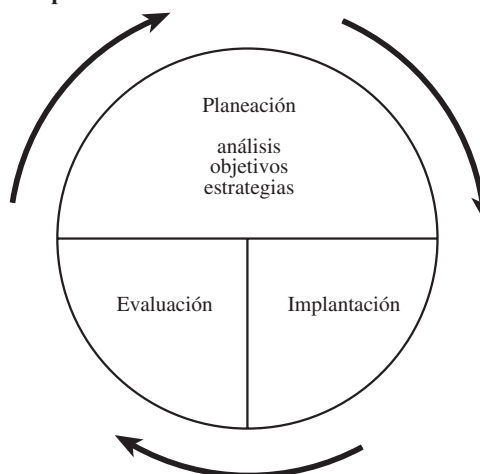 Planeación
análisis
objetivos
estrategias
Evaluación
Implantación